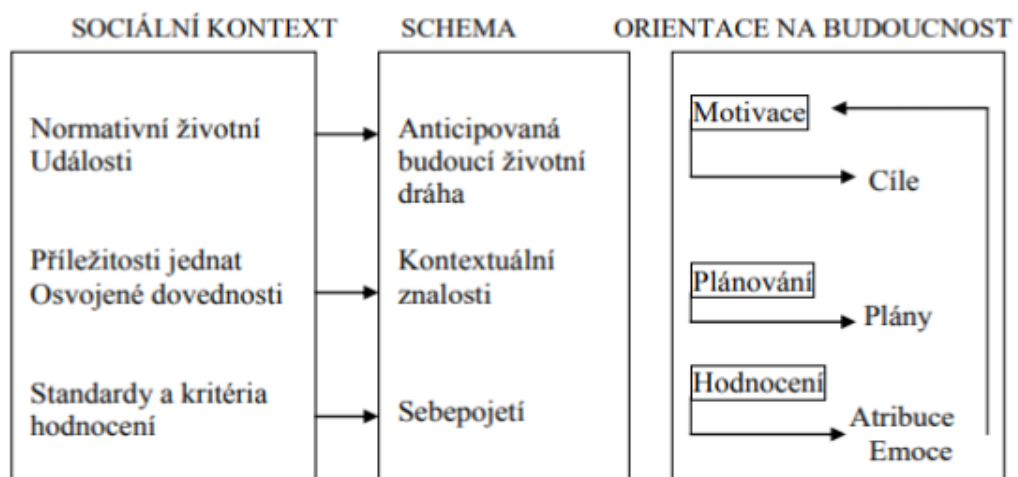 SOCIÁLNÍ KONTEXT
SCHEMA
ORIENTACE NA BUDOUCNOST
Normativní životní
Události
Příležitosti jednat
Osvojené dovednosti
Standardy a kritéria
hodnocení
Anticipovaná
budoucí životní
dráha
Kontextuální
znalosti
Sebepojetí
Motivace
Cíle
Plánování
Plány
Hodnocení
Atribuce
Emoce